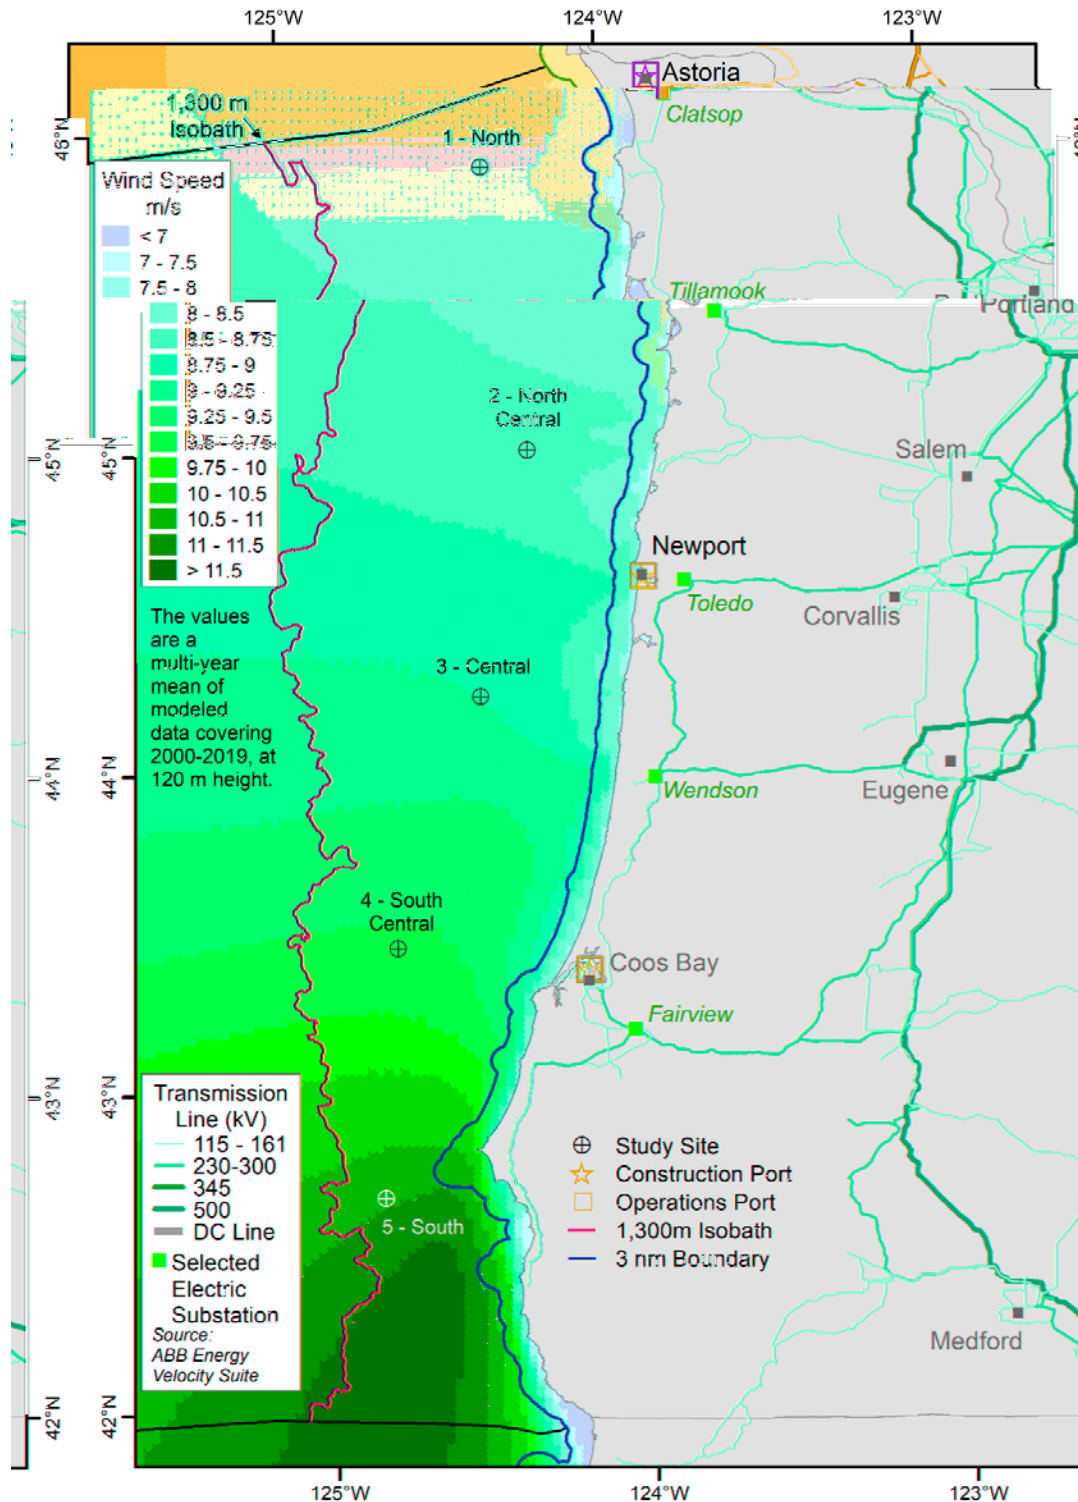 125°W
124°W
123°W
Astoria
Clatsop
1,300 m
Isobath
1 - North
46°N
Wind Speed
m/s
< 7
7 - 7.5
7.5 - 8
8 - 8.5
8.5 - 8.75
8.75 - 9
9 - 9.25
9.25 - 9.5
9.5 - 9.75
9.75 - 10
10 - 10.5
10.5 - 11
11 - 11.5
> 11.5
Tillamook
Portland
2 - North
Central
Salem
45°N
45°N
Newport
Toledo
Corvallis
The values
are a
multi-year
mean of
modeled
data covering
2000-2019, at
120 m height.
3 - Central
44°N
44°N
Wendson
Eugene
4 - South
Central
Coos Bay
Fairview
43°N
43°N
Transmission
Line (kV)
115 - 161
230-300
345
500
DC Line
Selected
Electric
Substation
Source:
ABB Energy
Velocity Suite
5 - South
Study Site
Construction Port
Operations Port
1,300m Isobath
3 nm Boundary
Medford
42°N
42°N
125°W
124°W
123°W